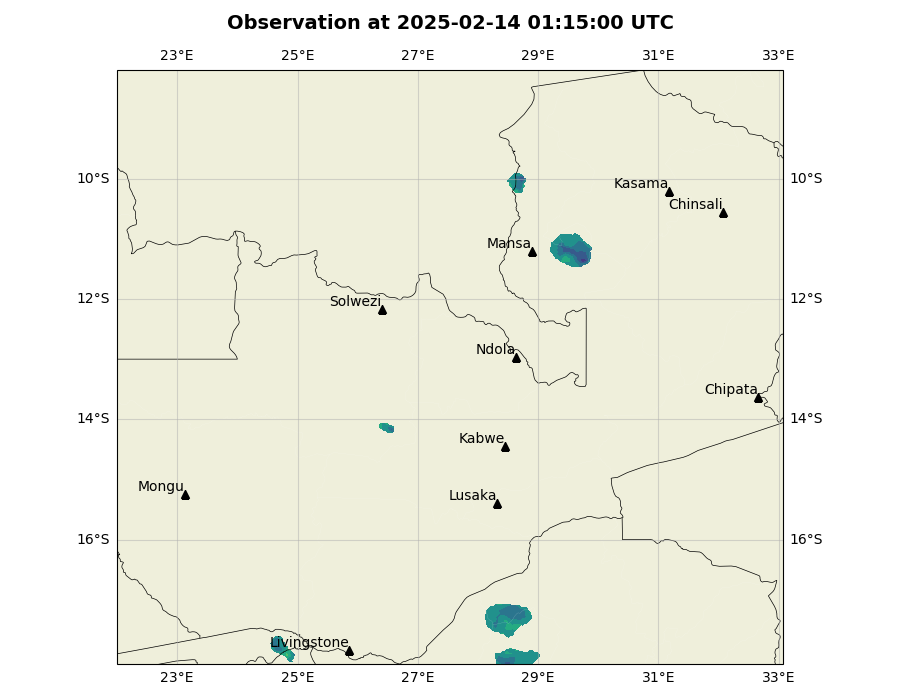 Observation at 2025-02-14 01:15:00 UTC
23°E 25°E 27°E 29°E 31°E 33°E
10°S 10°S
Kasama
Chinsali
Mansa
12°S 12°S
Solwezi
Ndola
Chipata
14°S 14°S
Kabwe
Mongu
Lusaka
16°S 16°S
Livingstone
23°E 25°E 27°E 29°E 31°E 33°E